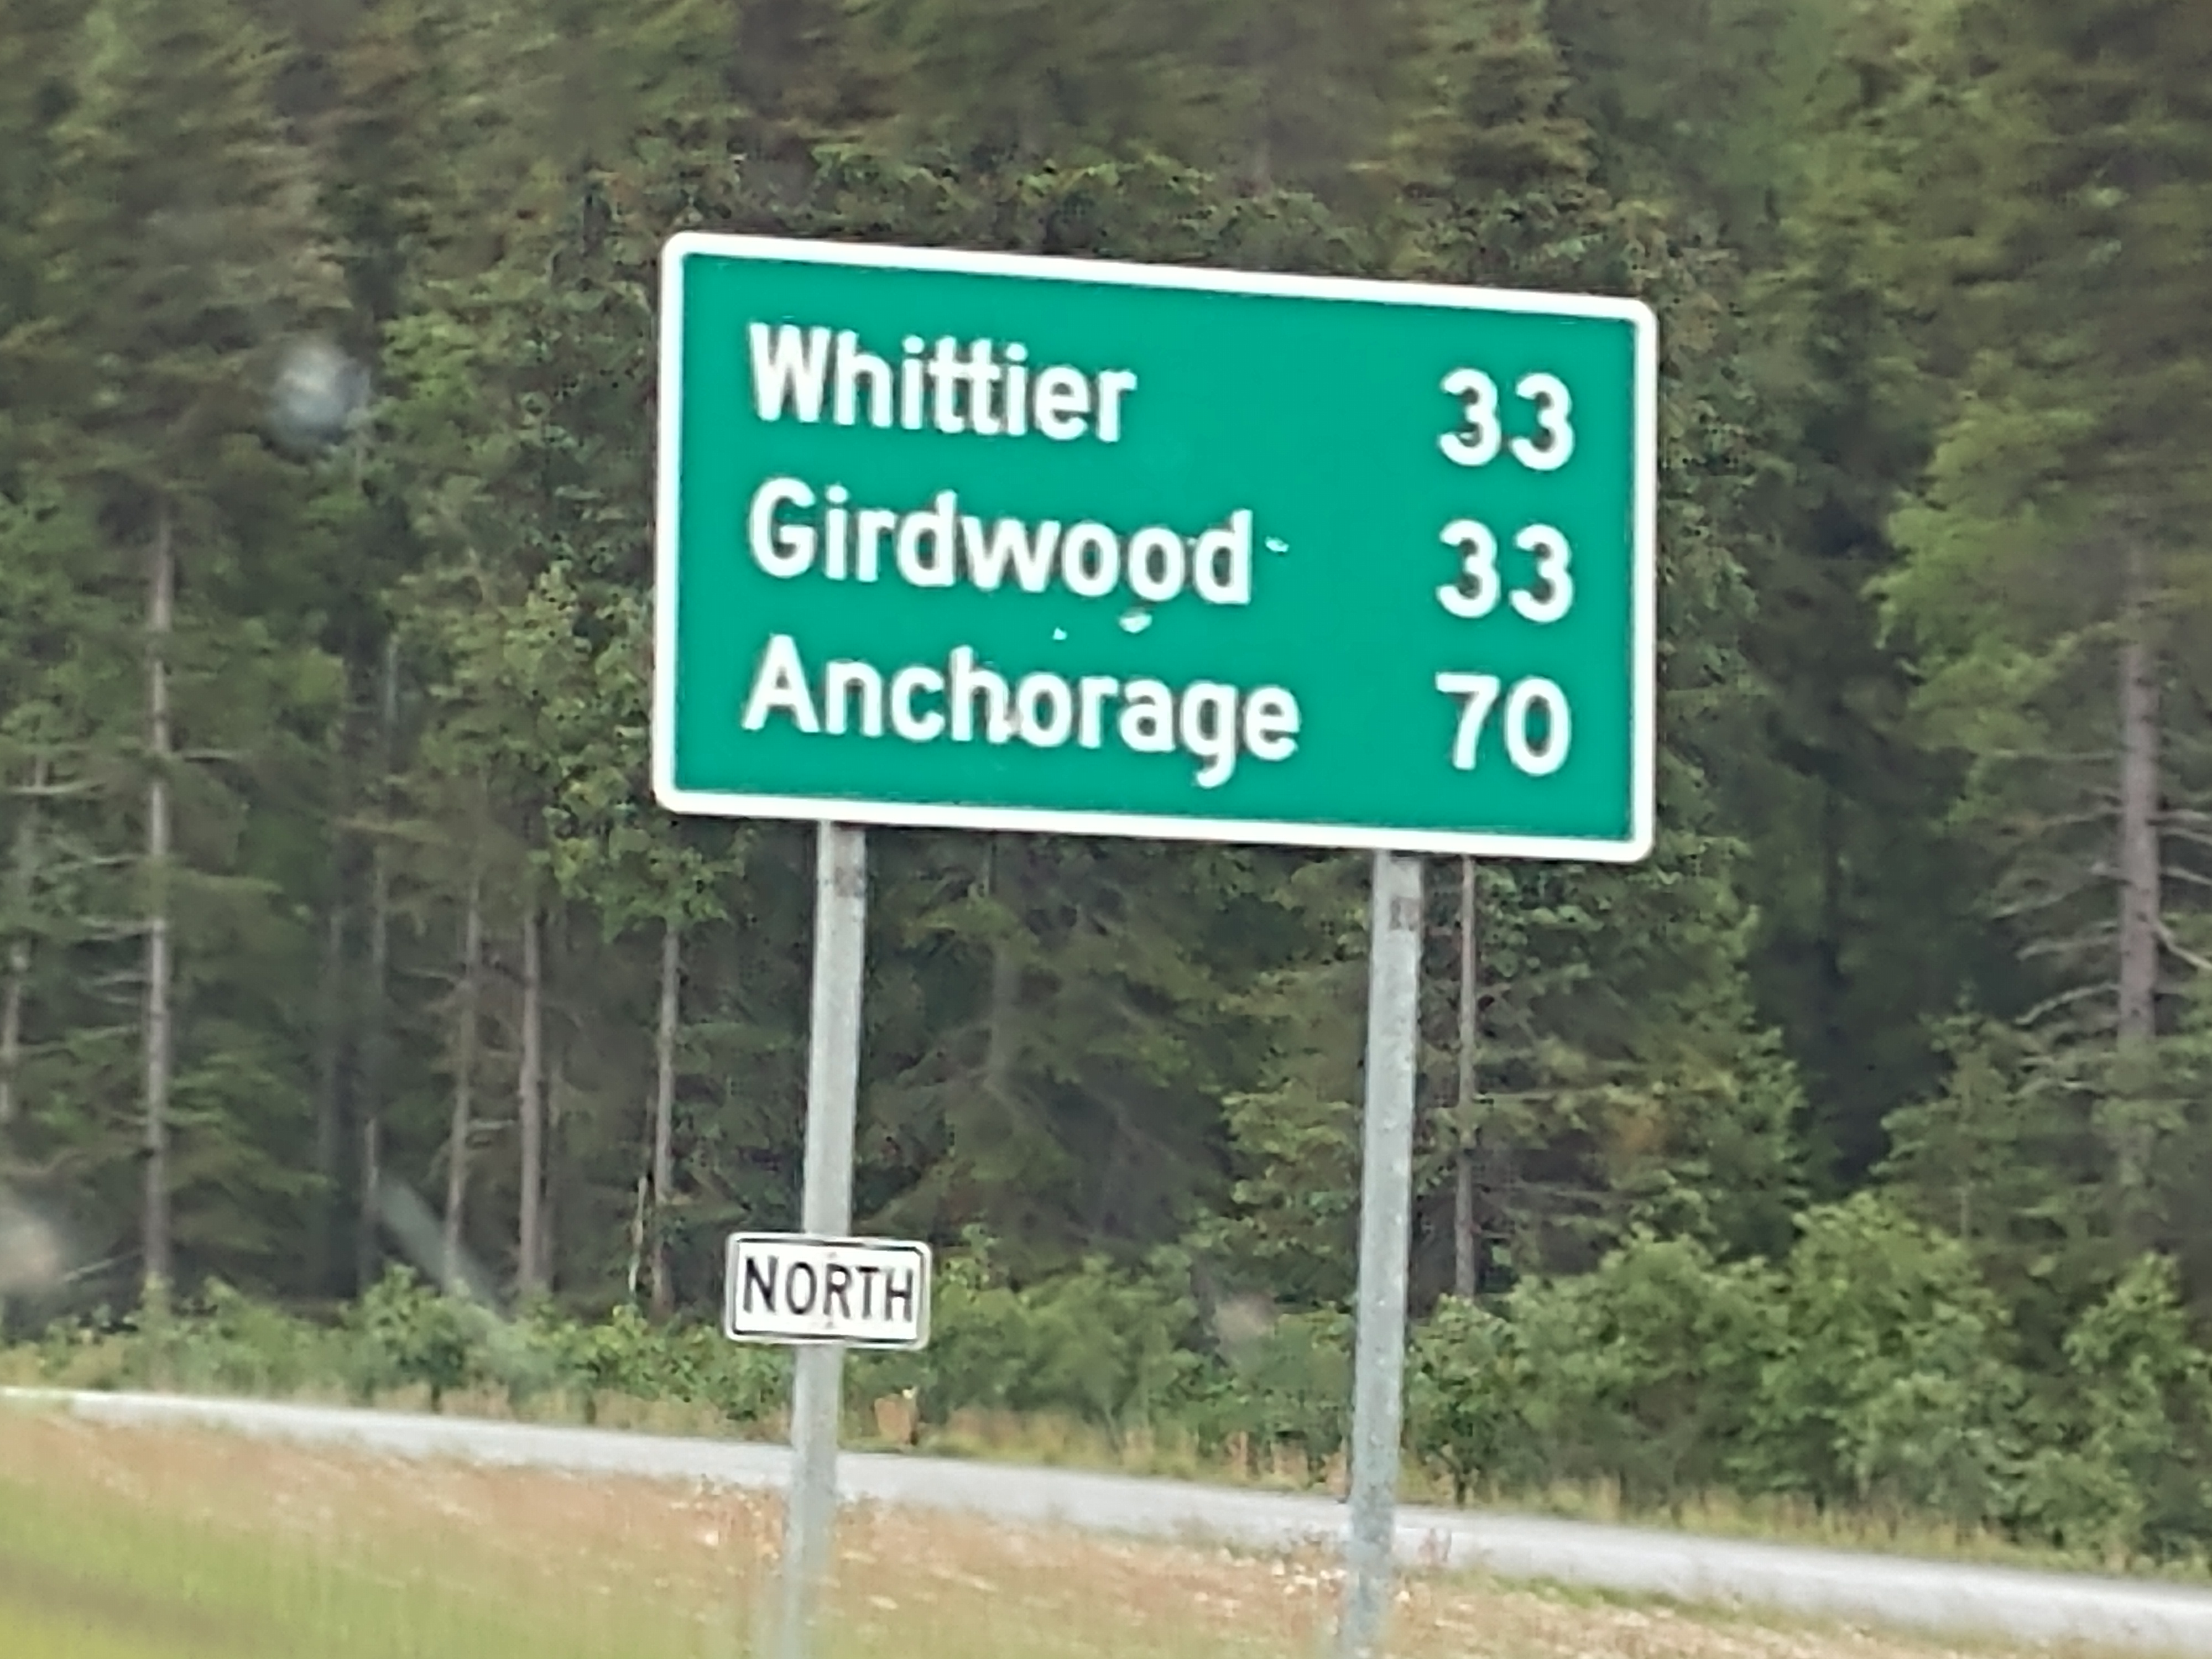 Whittier 33
Girdwood 33
Anchorage 70
NORTH